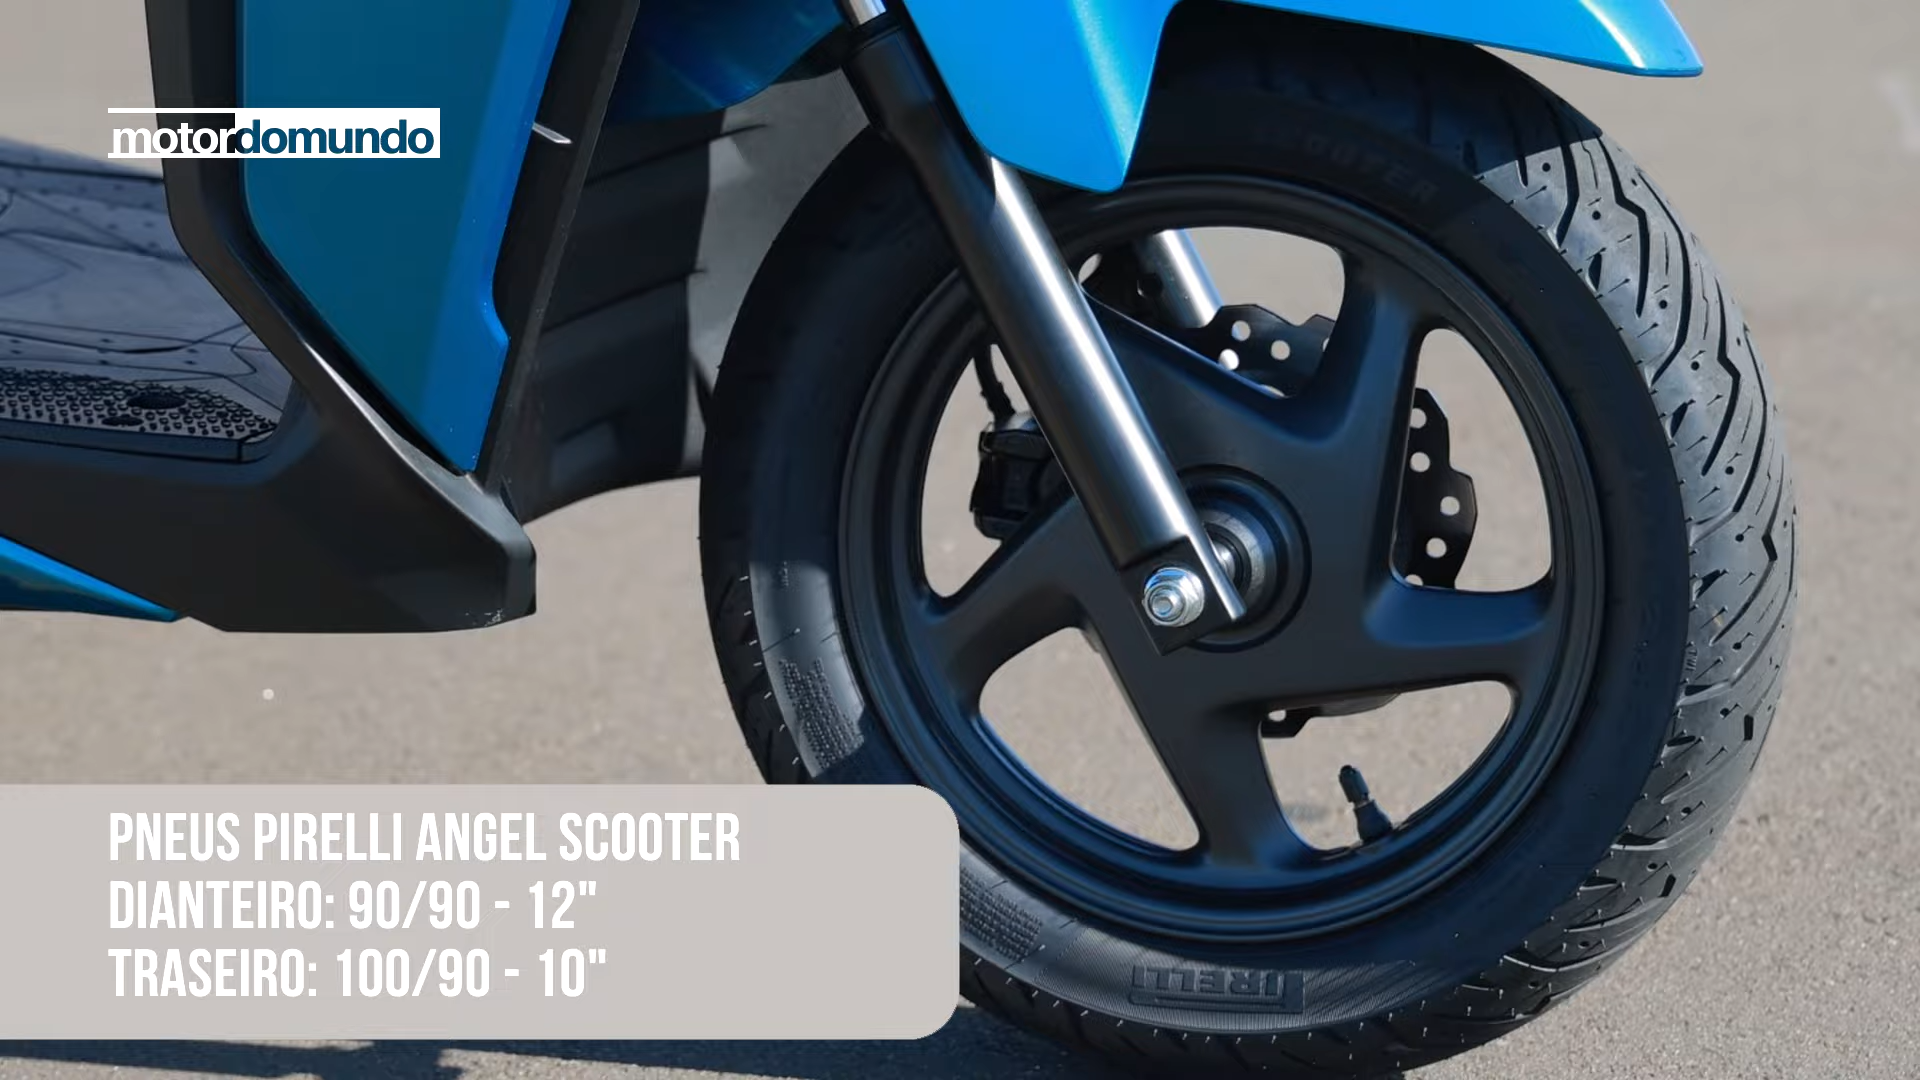 motordomundo
PNEUS PIRELLI ANGEL SCOOTER
DIANTEIRO: 90/90 - 12"
TRASEIRO: 100/90 - 10"
PIRELLI